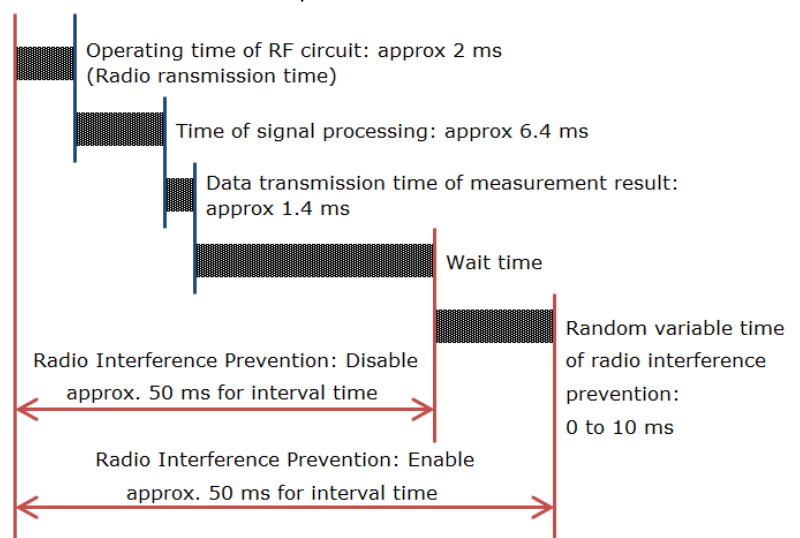 Operating time of RF circuit: approx 2 ms
(Radio ransmission time)
Time of signal processing: approx 6.4 ms
Data transmission time of measurement result:
approx 1.4 ms
Wait time
Random variable time
of radio interference
prevention:
0 to 10 ms
Radio Interference Prevention: Disable
approx. 50 ms for interval time
Radio Interference Prevention: Enable
approx. 50 ms for interval time